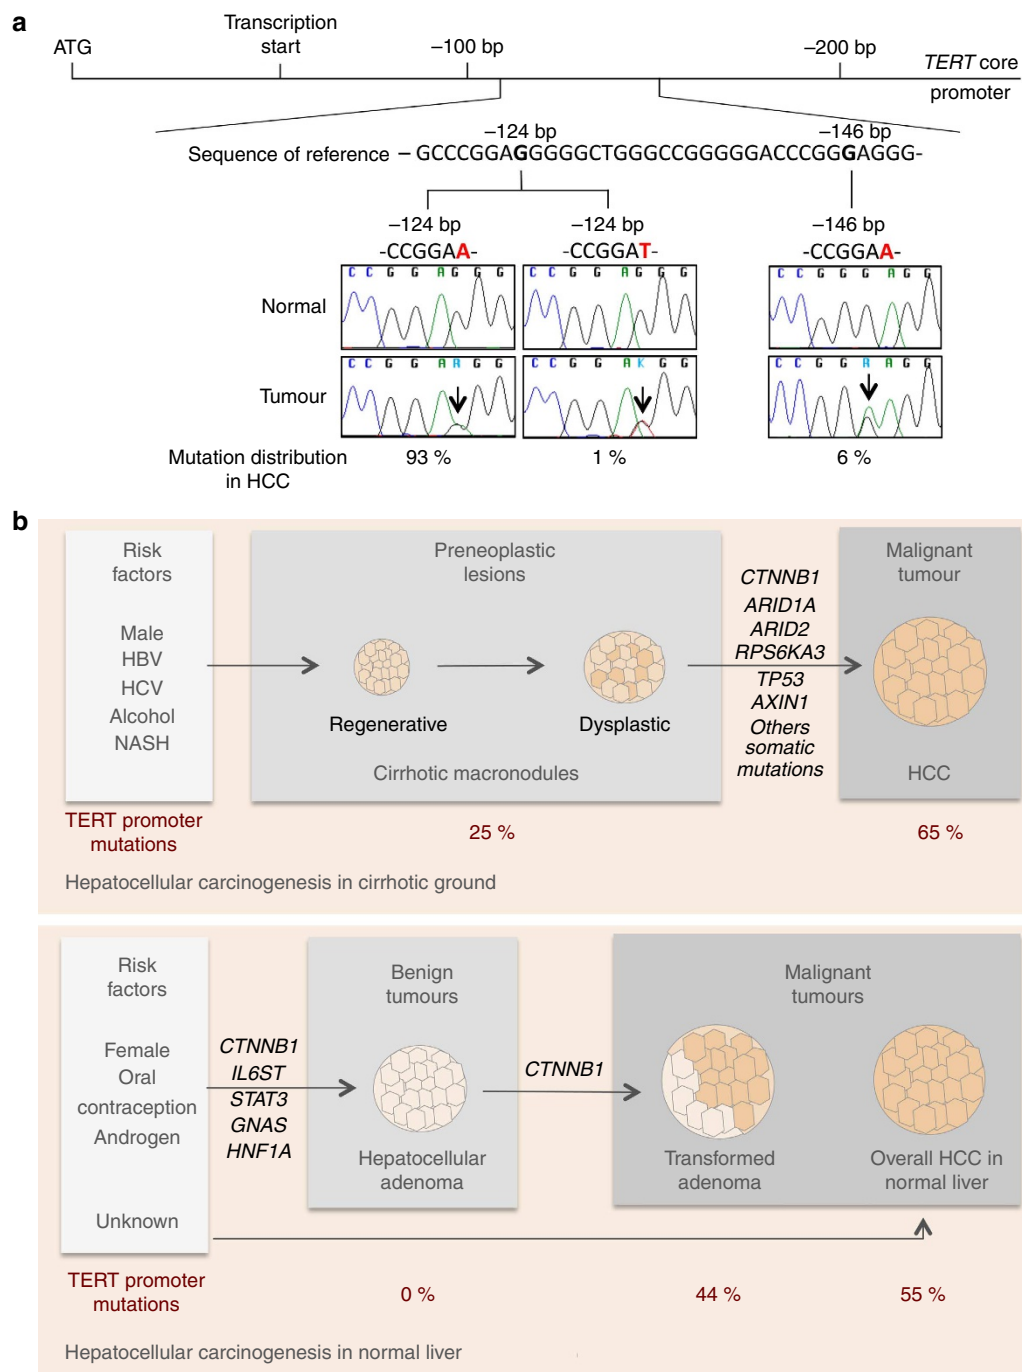 a
Transcription
start
ATG
–100 bp
–200 bp
TERT core
promoter
–124 bp
–146 bp
Sequence of reference – GCCCGGAGGGGGCTGGGCCGGGGGACCCGGGAGGG-
–124 bp
–124 bp
–146 bp
-CCGGAA-
-CCGGAT-
-CCGGAA-
Normal
C C G G A G G G
C C G G A G G G
C C G G G A G G
Tumour
C C G G A R G G
C C G G A K G G
C C G G R A G G
Mutation distribution
in HCC
93 %
1 %
6 %
b
Risk
factors
Male
HBV
HCV
Alcohol
NASH
Preneoplastic
lesions
Regenerative
Dysplastic
Cirrhotic macronodules
CTNNB1
ARID1A
ARID2
RPS6KA3
TP53
AXIN1
Others
somatic
mutations
Malignant
tumour
HCC
TERT promoter
mutations
25 %
65 %
Hepatocellular carcinogenesis in cirrhotic ground
Risk
factors
Female
Oral
contraception
Androgen
Unknown
CTNNB1
IL6ST
STAT3
GNAS
HNF1A
Benign
tumours
Hepatocellular
adenoma
CTNNB1
Malignant
tumours
Transformed
adenoma
Overall HCC in
normal liver
TERT promoter
mutations
0 %
44 %
55 %
Hepatocellular carcinogenesis in normal liver